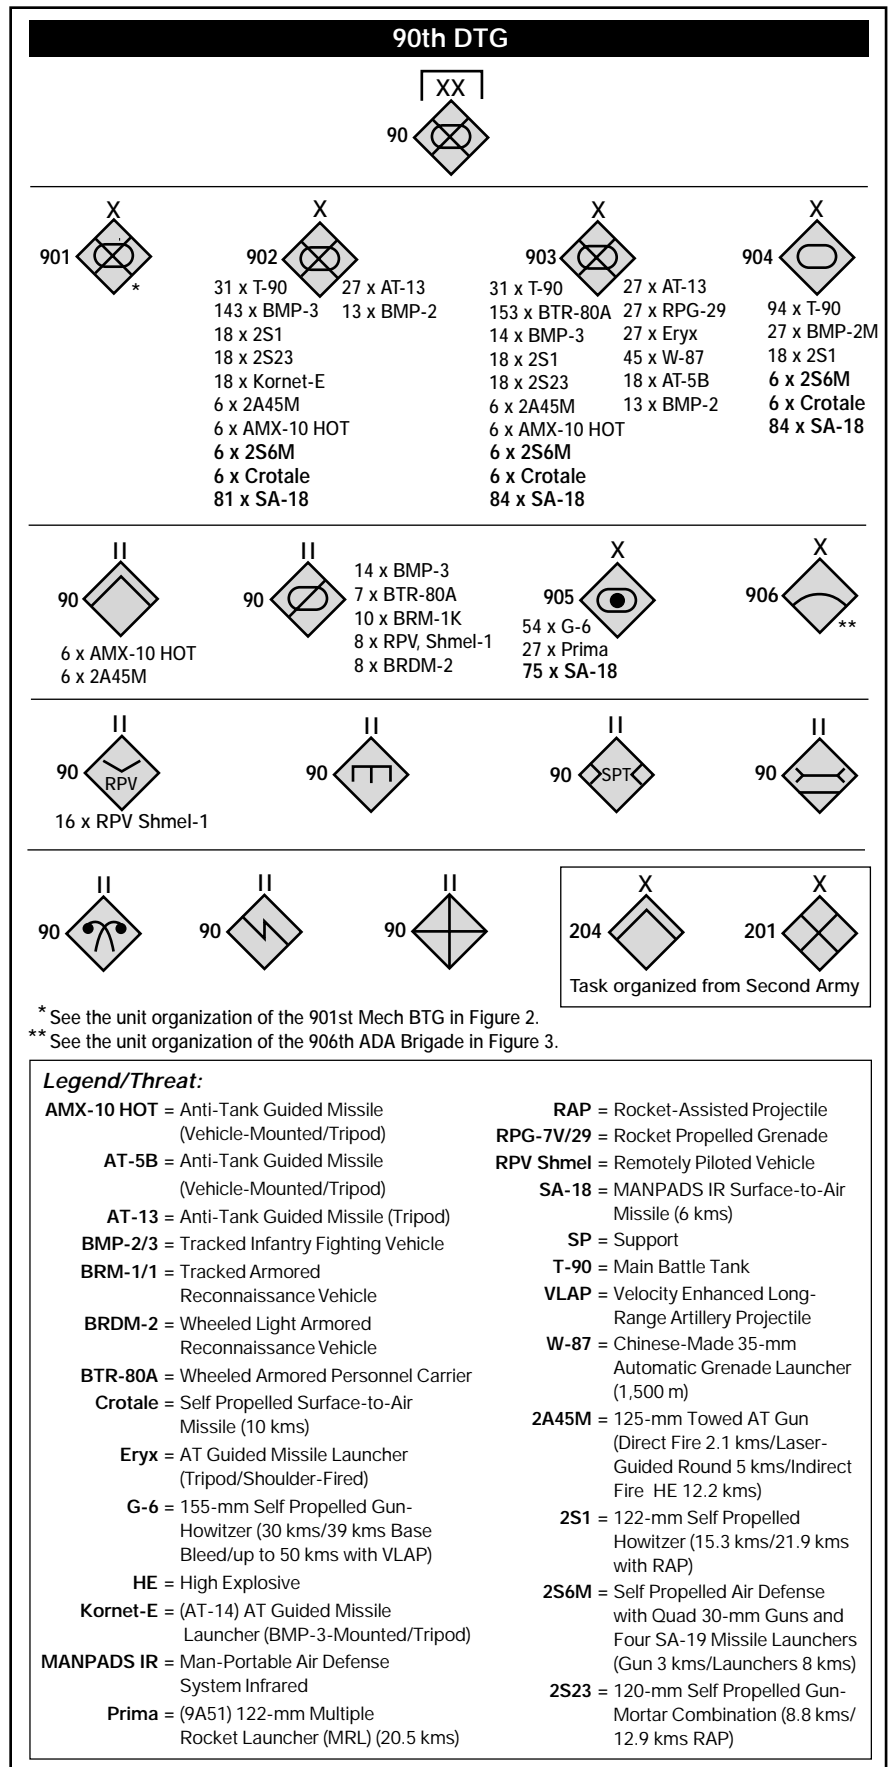 90th DTG
XX
90
X
901
*
X
902
31 x T-90
143 x BMP-3
18 x 2S1
18 x 2S23
18 x Kornet-E
6 x 2A45M
6 x AMX-10 HOT
6 x 2S6M
6 x Crotale
81 x SA-18
27 x AT-13
13 x BMP-2
X
903
31 x T-90
153 x BTR-80A
14 x BMP-3
18 x 2S1
18 x 2S23
6 x 2A45M
6 x AMX-10 HOT
6 x 2S6M
6 x Crotale
84 x SA-18
27 x AT-13
27 x RPG-29
27 x Eryx
45 x W-87
18 x AT-5B
13 x BMP-2
X
904
94 x T-90
27 x BMP-2M
18 x 2S1
6 x 2S6M
6 x Crotale
84 x SA-18
II
90
6 x AMX-10 HOT
6 x 2A45M
II
90
14 x BMP-3
7 x BTR-80A
10 x BRM-1K
8 x RPV, Shmel-1
8 x BRDM-2
X
905
54 x G-6
27 x Prima
75 x SA-18
X
906
**
II
90
RPV
16 x RPV Shmel-1
II
90
II
90
SPT
II
90
II
90
II
90
II
90
X
204
X
201
Task organized from Second Army
* See the unit organization of the 901st Mech BTG in Figure 2.
** See the unit organization of the 906th ADA Brigade in Figure 3.
Legend/Threat:
AMX-10 HOT = Anti-Tank Guided Missile
(Vehicle-Mounted/Tripod)
AT-5B = Anti-Tank Guided Missile
(Vehicle-Mounted/Tripod)
AT-13 = Anti-Tank Guided Missile (Tripod)
BMP-2/3 = Tracked Infantry Fighting Vehicle
BRM-1/1 = Tracked Armored
Reconnaissance Vehicle
BRDM-2 = Wheeled Light Armored
Reconnaissance Vehicle
BTR-80A = Wheeled Armored Personnel Carrier
Crotale = Self Propelled Surface-to-Air
Missile (10 kms)
Eryx = AT Guided Missile Launcher
(Tripod/Shoulder-Fired)
G-6 = 155-mm Self Propelled Gun-
Howitzer (30 kms/39 kms Base
Bleed/up to 50 kms with VLAP)
HE = High Explosive
Kornet-E = (AT-14) AT Guided Missile
Launcher (BMP-3-Mounted/Tripod)
MANPADS IR = Man-Portable Air Defense
System Infrared
Prima = (9A51) 122-mm Multiple
Rocket Launcher (MRL) (20.5 kms)
RAP = Rocket-Assisted Projectile
RPG-7V/29 = Rocket Propelled Grenade
RPV Shmel = Remotely Piloted Vehicle
SA-18 = MANPADS IR Surface-to-Air
Missile (6 kms)
SP = Support
T-90 = Main Battle Tank
VLAP = Velocity Enhanced Long-
Range Artillery Projectile
W-87 = Chinese-Made 35-mm
Automatic Grenade Launcher
(1,500 m)
2A45M = 125-mm Towed AT Gun
(Direct Fire 2.1 kms/Laser-
Guided Round 5 kms/Indirect
Fire HE 12.2 kms)
2S1 = 122-mm Self Propelled
Howitzer (15.3 kms/21.9 kms
with RAP)
2S6M = Self Propelled Air Defense
with Quad 30-mm Guns and
Four SA-19 Missile Launchers
(Gun 3 kms/Launchers 8 kms)
2S23 = 120-mm Self Propelled Gun-
Mortar Combination (8.8 kms/
12.9 kms RAP)